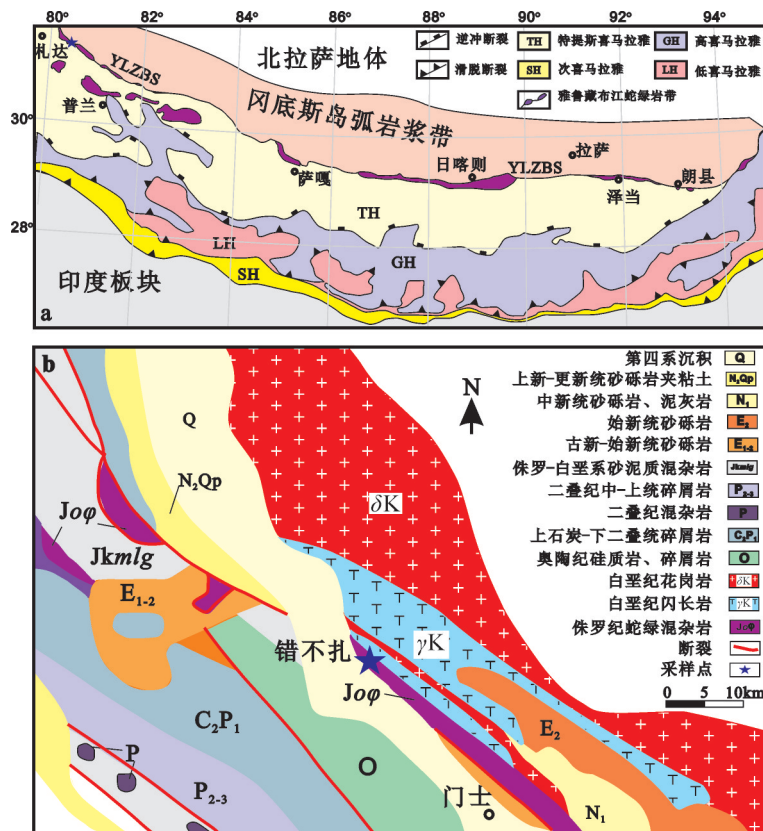 80° 82° 84° 86° 88° 90° 92° 94°
札达
YLZBS
北拉萨地体
逆冲断裂
TH
特提斯喜马拉雅
GH
高喜马拉雅
滑脱断裂
SH
次喜马拉雅
LH
低喜马拉雅
雅鲁藏布江蛇绿岩带
普兰
冈底斯岛弧岩浆带
30°
萨嘎
日喀则
YLZBS
拉萨
泽当
朗县
28°
TH
LH
GH
SH
印度板块
a
80° 82° 84° 86° 88° 90° 92° 94°
b
N
Q
N₂Qp
δK
Joφ
Jkmlg
E₁₋₂
错不扎
γK
Joφ
C₂P₁
E₂
O
P
P₂₋₃
门士
N₁
第四系沉积 Q
上新-更新统砂砾岩夹粘土 N₂Qp
中新统砂砾岩、泥灰岩 N₁
始新统砂砾岩 E₂
古新-始新统砂砾岩 E₁₋₂
侏罗-白垩系砂泥质混杂岩 Jkmlg
二叠纪中-上统碎屑岩 P₂₋₃
二叠纪混杂岩 P
上石炭-下二叠统碎屑岩 C₂P₁
奥陶纪硅质岩、碎屑岩 O
白垩纪花岗岩 δK
白垩纪闪长岩 γK
侏罗纪蛇绿混杂岩 Joφ
断裂
采样点
0 5 10km